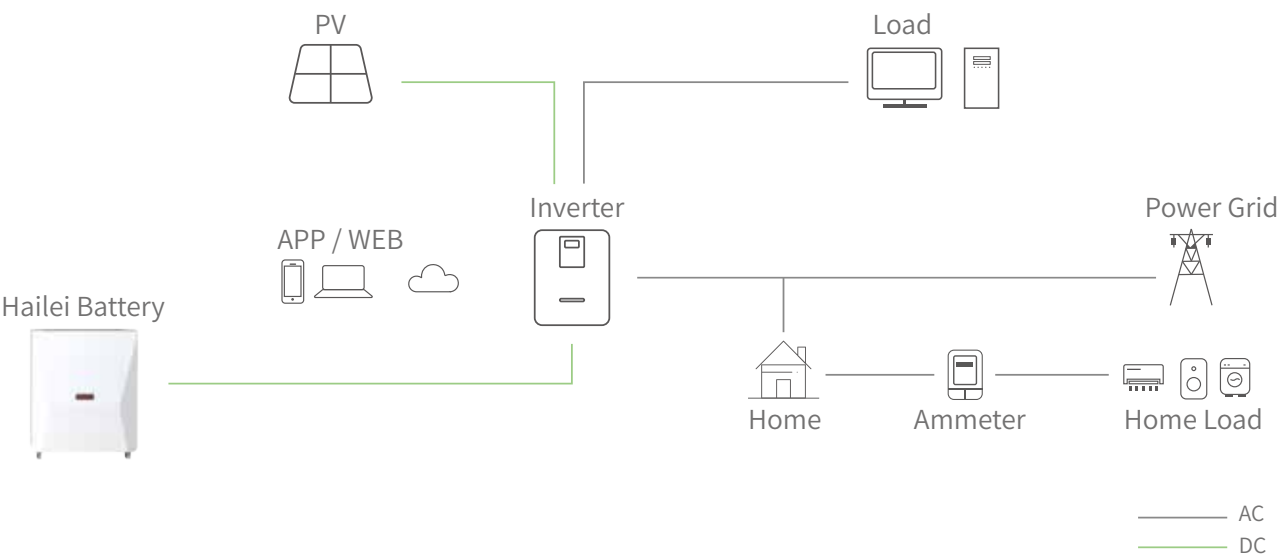 PV
Load
Inverter
Power Grid
APP / WEB
Hailei Battery
Home
Ammeter
Home Load
AC
DC